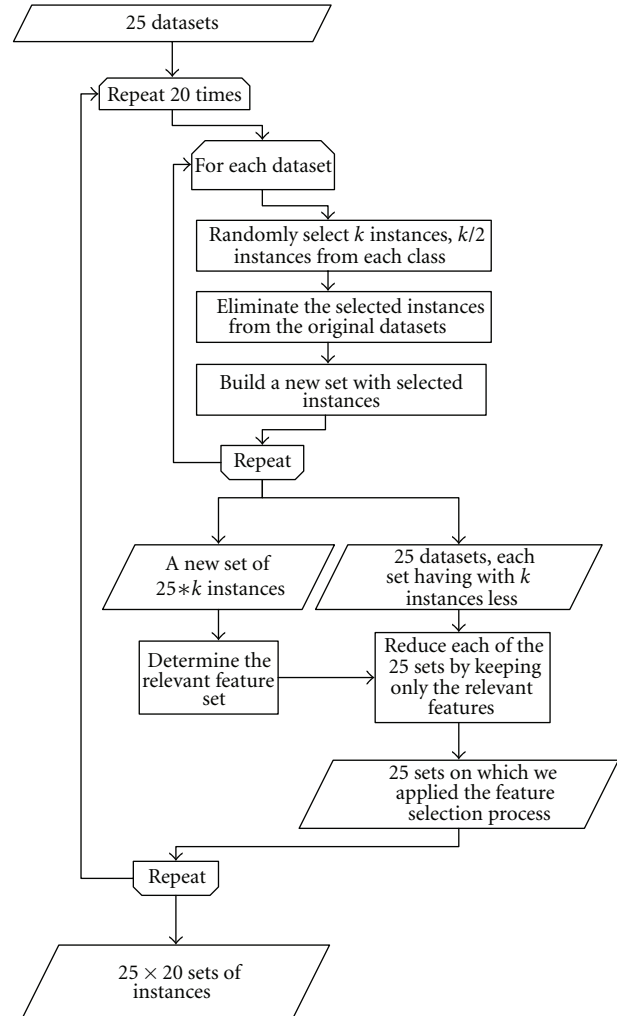 25 datasets
Repeat 20 times
For each dataset
Randomly select k instances, k/2
instances from each class
Eliminate the selected instances
from the original datasets
Build a new set with selected
instances
Repeat
A new set of
25∗k instances
25 datasets, each
set having with k
instances less
Determine the
relevant feature
set
Reduce each of the
25 sets by keeping
only the relevant
features
25 sets on which we
applied the feature
selection process
Repeat
25 × 20 sets of
instances